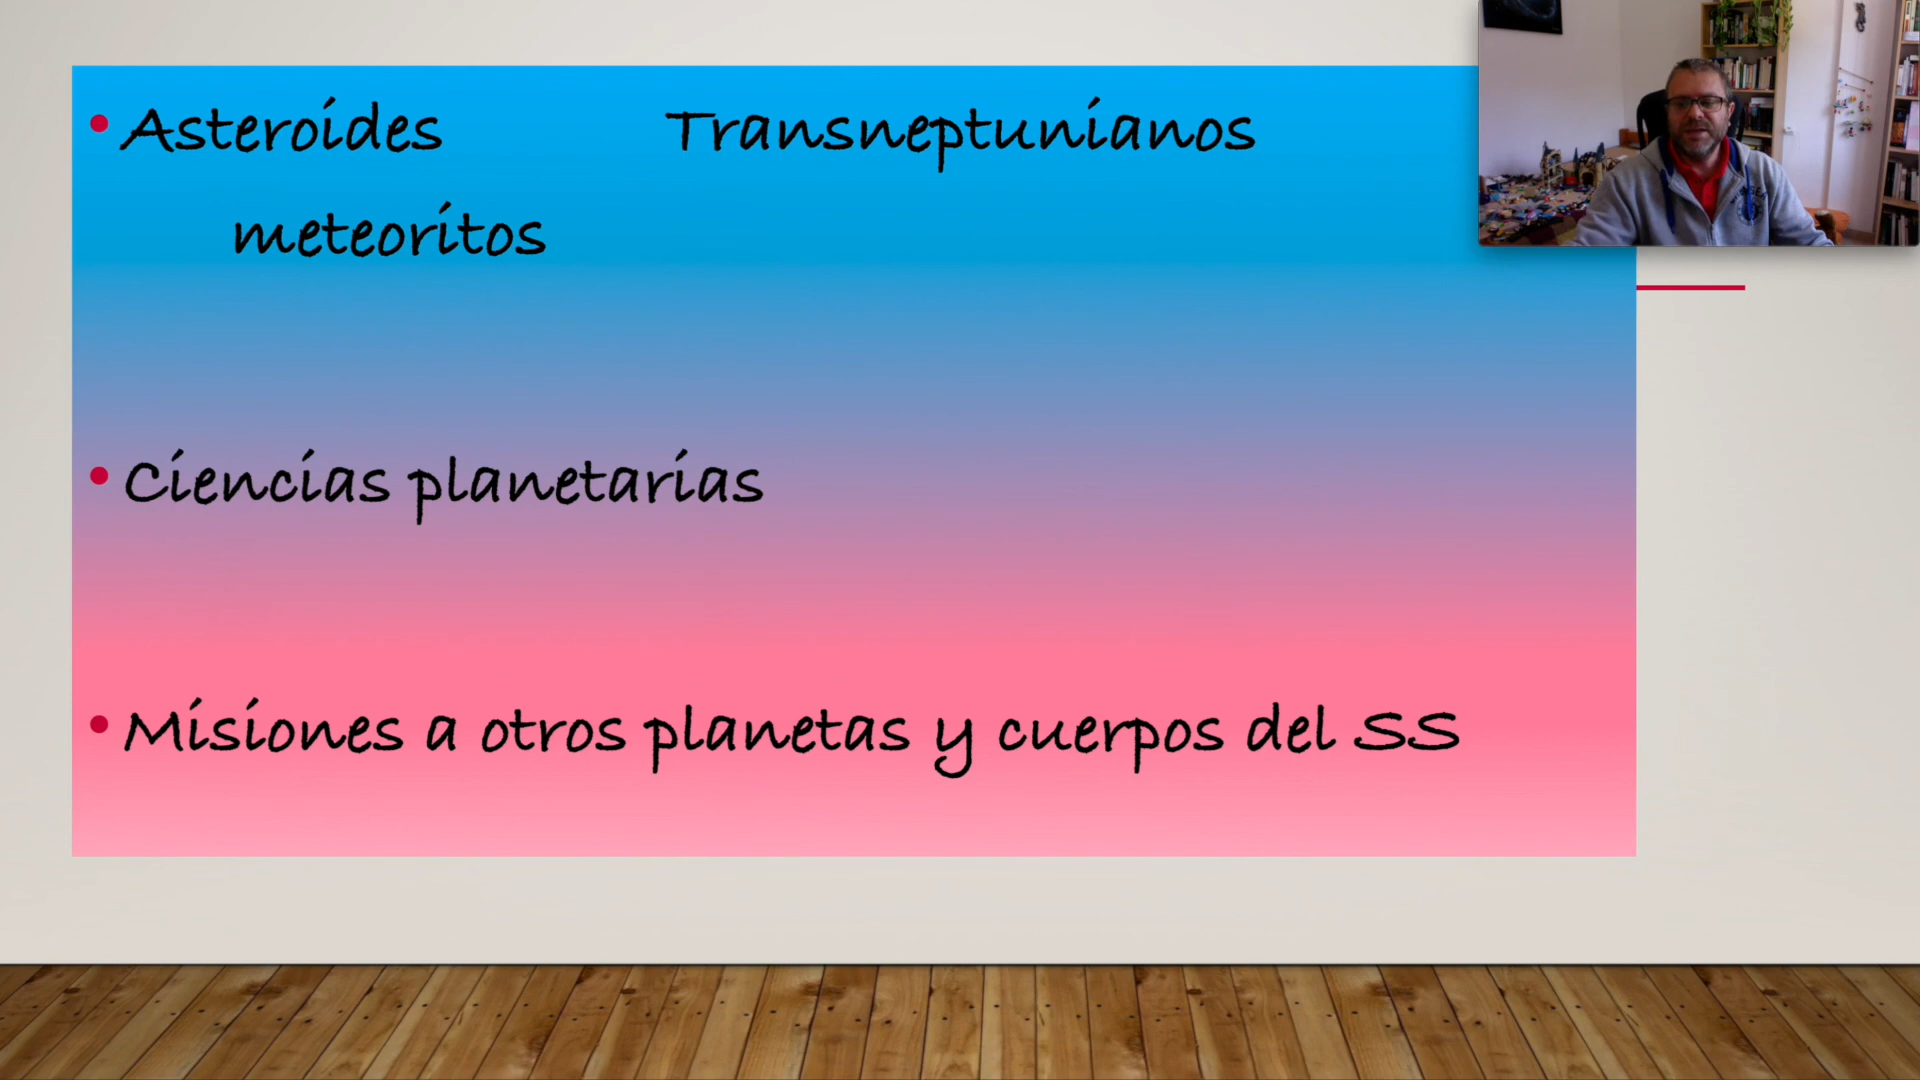 • Asteroides Transneptunianos
meteoritos
• Ciencias planetarias
• Misiones a otros planetas y cuerpos del SS